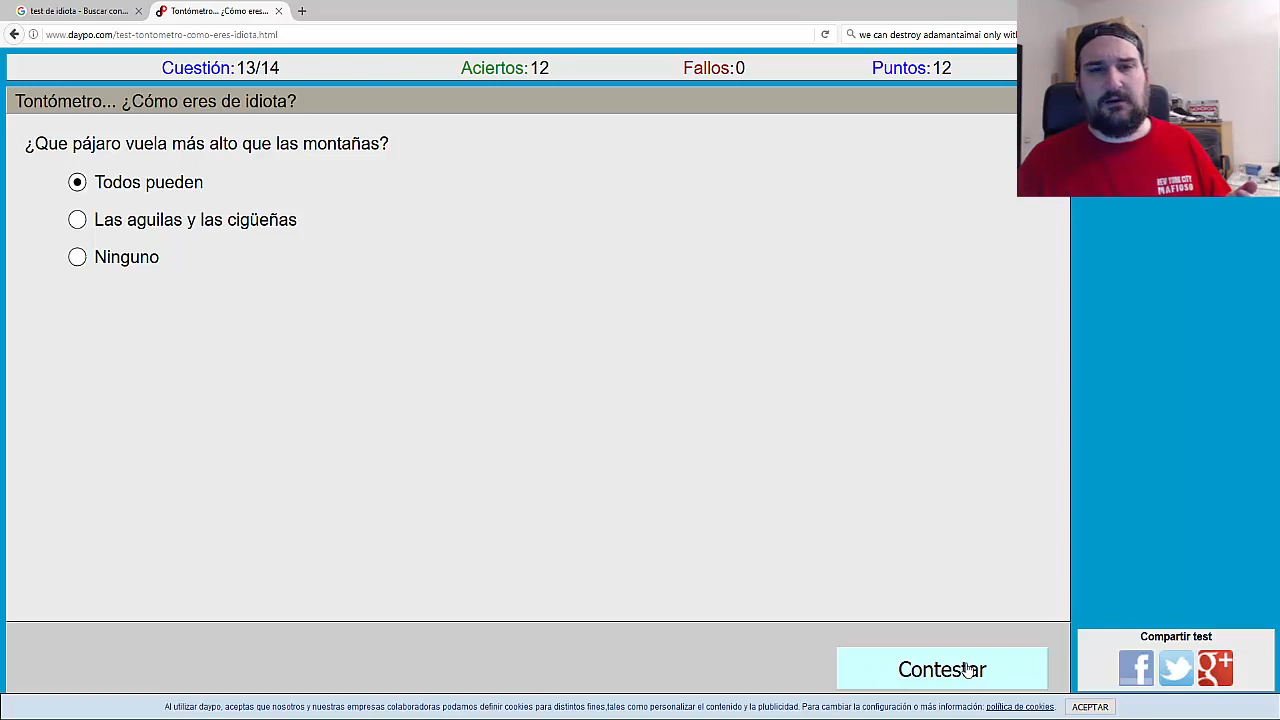 test de idiota - Buscar con...
Tontómetro... ¿Cómo eres...
www.daypo.com/test-tontometro-como-eres-idiota.html
we can destroy adamantaimai only with
Cuestión:13/14
Aciertos:12
Fallos:0
Puntos:12
Tontómetro... ¿Cómo eres de idiota?
¿Que pájaro vuela más alto que las montañas?
Todos pueden
Las aguilas y las cigüeñas
Ninguno
NEW YORK CITY
MAFIOSO
Contestar
Compartir test
f
g+
Al utilizar daypo, aceptas que nosotros y nuestras empresas colaboradoras podamos definir cookies para distintos fines,tales como personalizar el contenido y la plublicidad. Para cambiar la configuración o más información: política de cookies.
ACEPTAR